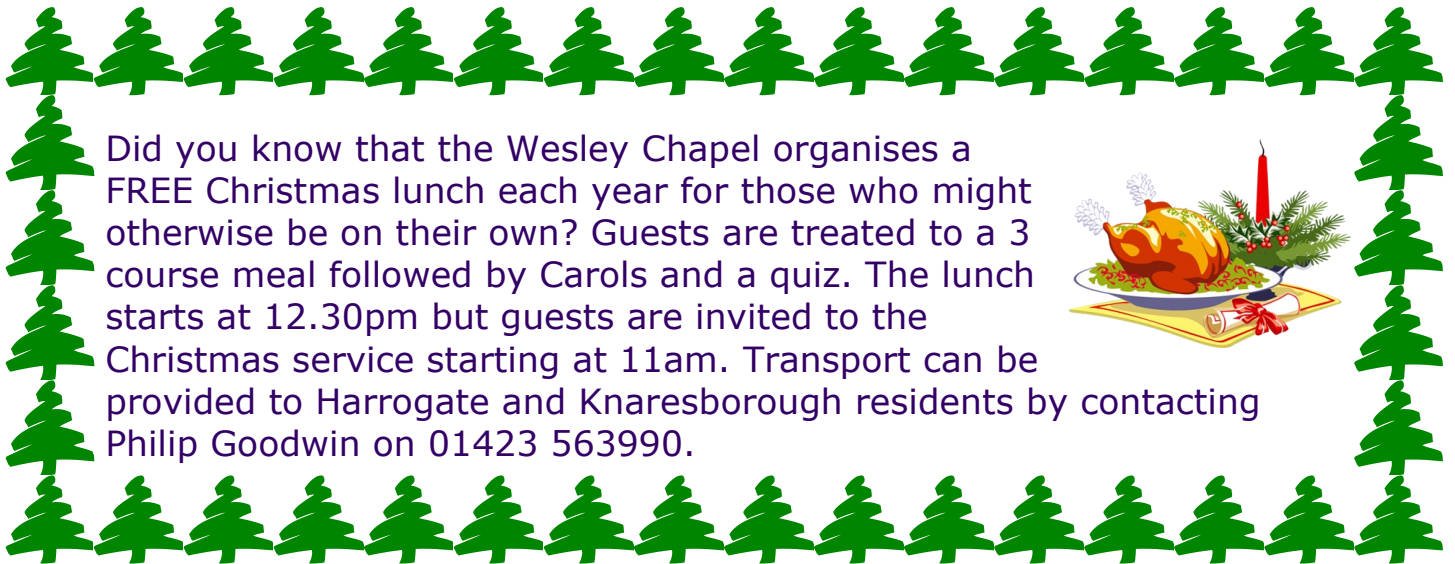 Did you know that the Wesley Chapel organises a
FREE Christmas lunch each year for those who might
otherwise be on their own? Guests are treated to a 3
course meal followed by Carols and a quiz. The lunch
starts at 12.30pm but guests are invited to the
Christmas service starting at 11am. Transport can be
provided to Harrogate and Knaresborough residents by contacting
Philip Goodwin on 01423 563990.